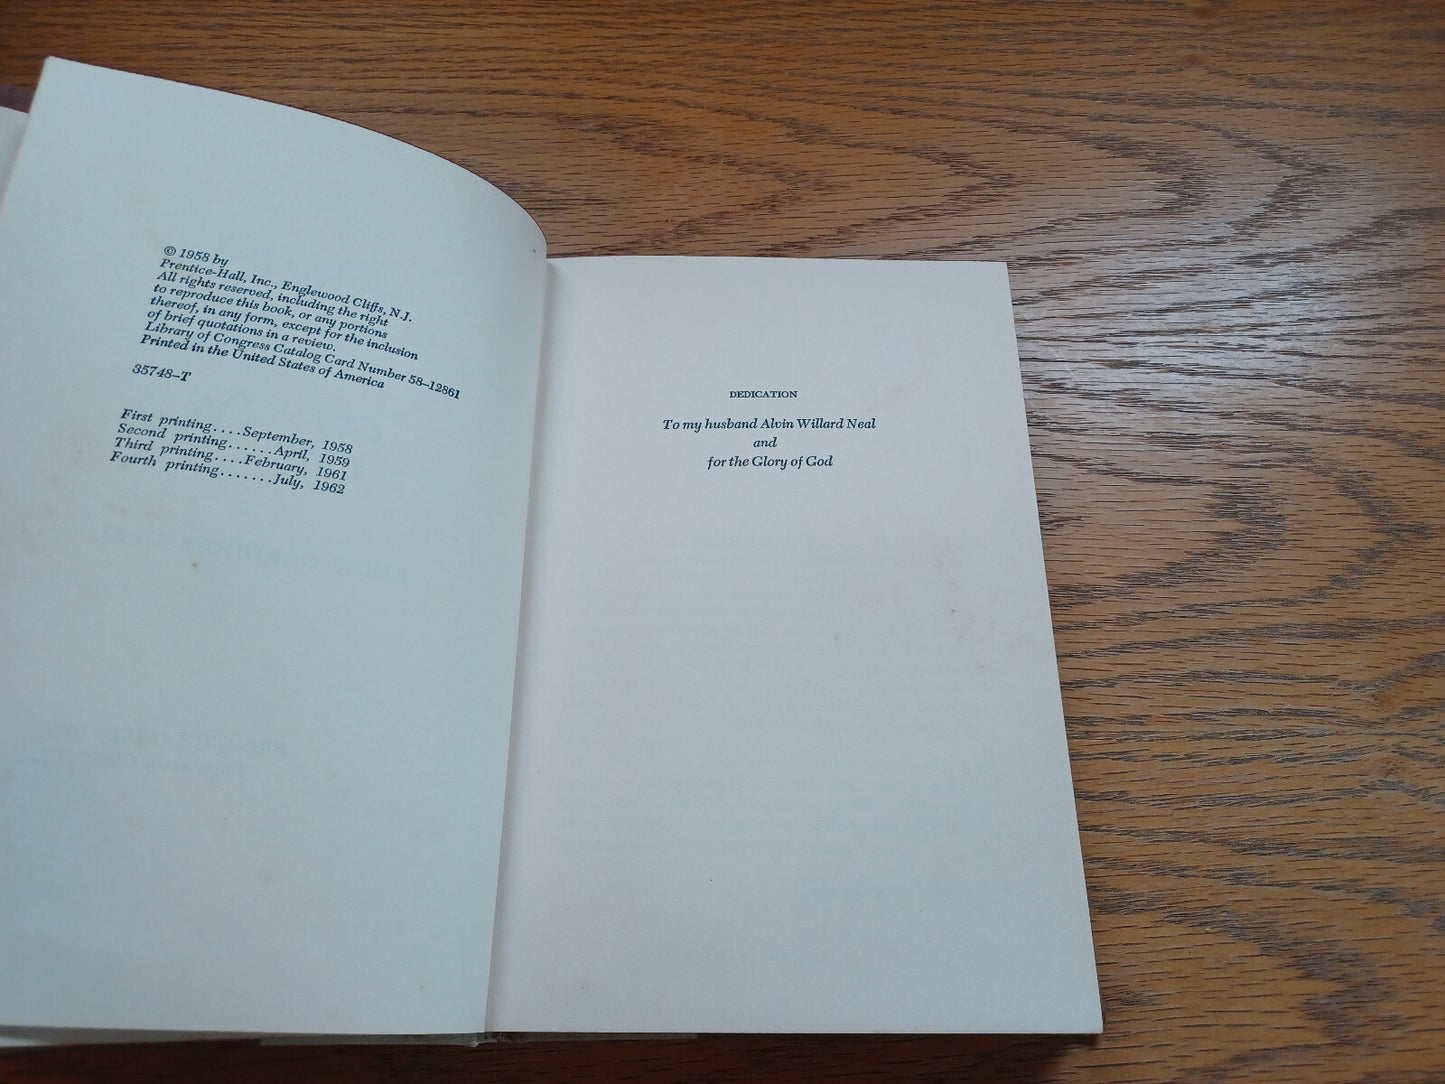 © 1958 by
Prentice-Hall, Inc., Englewood Cliffs, N.J.
All rights reserved, including the right
to reproduce this book, or any portions
thereof, in any form, except for the inclusion
of brief quotations in a review.
Library of Congress Catalog Card Number 58-12861
Printed in the United States of America
35748-T
First printing....September, 1958
Second printing......April, 1959
Third printing....February, 1961
Fourth printing.......July, 1962
DEDICATION
To my husband Alvin Willard Neal
and
for the Glory of God